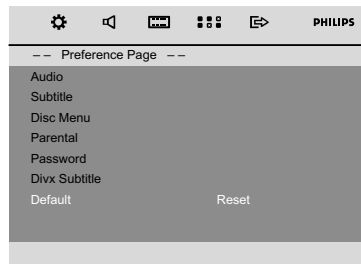 PHILIPS
– – Preference Page – –
Audio
Subtitle
Disc Menu
Parental
Password
Divx Subtitle
Default Reset